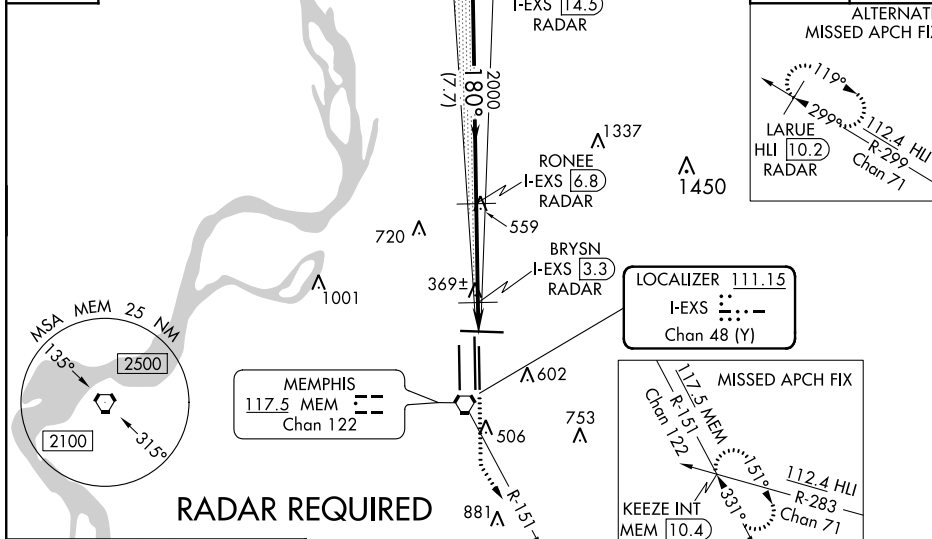 I-EXS 14.5
RADAR
2000
180°
(7.7)
1337
RONEE
I-EXS 6.8
RADAR
1450
559
720
BRYSN
I-EXS 3.3
RADAR
369±
1001
ALTERNATE
MISSED APCH FIX
119°
299°
LARUE
HLI 10.2
RADAR
112.4 HLI
R-299
Chan 71
LOCALIZER 111.15
I-EXS
Chan 48 (Y)
MSA MEM 25 NM
135°
2500
2100
315°
MEMPHIS
117.5 MEM
Chan 122
602
753
506
R-151
881
RADAR REQUIRED
MISSED APCH FIX
117.5 MEM
R-151
Chan 122
151°
331°
112.4 HLI
R-283
Chan 71
KEEZE INT
MEM 10.4